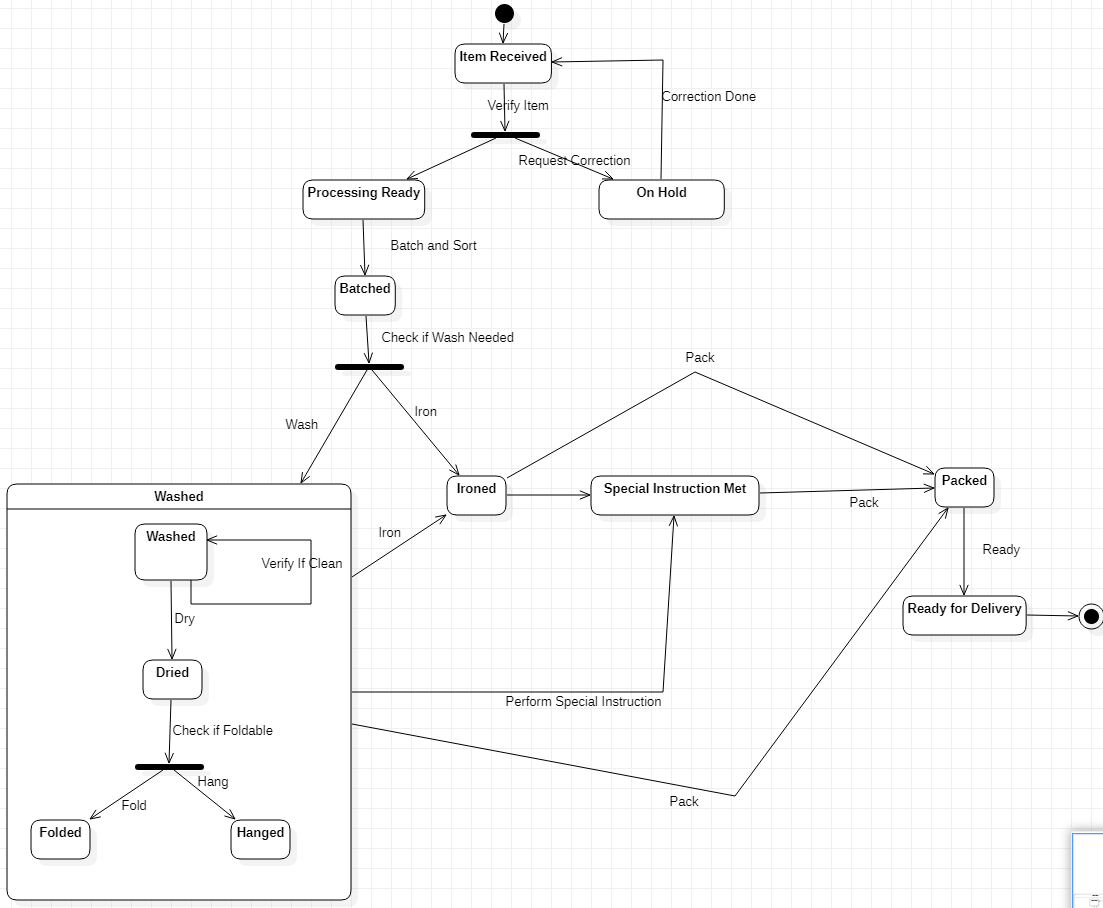 Item Received
Correction Done
Verify Item
Request Correction
Processing Ready
On Hold
Batch and Sort
Batched
Check if Wash Needed
Pack
Iron
Wash
Packed
Ironed
Special Instruction Met
Washed
Pack
Iron
Washed
Ready
Verify If Clean
Ready for Delivery
Dry
Dried
Perform Special Instruction
Check if Foldable
Hang
Pack
Fold
Folded
Hanged